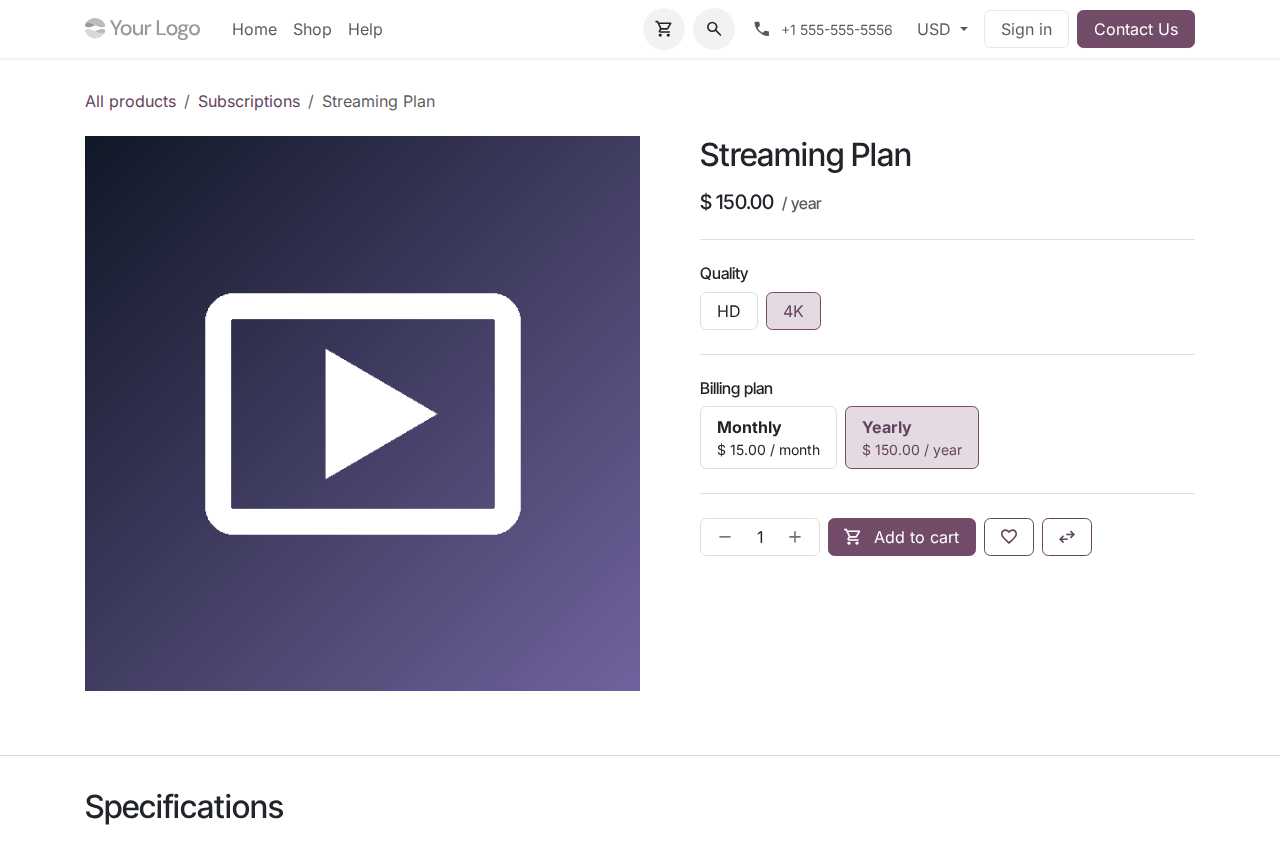 Your Logo Home Shop Help +1 555-555-5556 USD Sign in Contact Us
All products / Subscriptions / Streaming Plan
Streaming Plan
$ 150.00 / year
Quality
HD 4K
Billing plan
Monthly Yearly
$ 15.00 / month $ 150.00 / year
1 Add to cart
Specifications